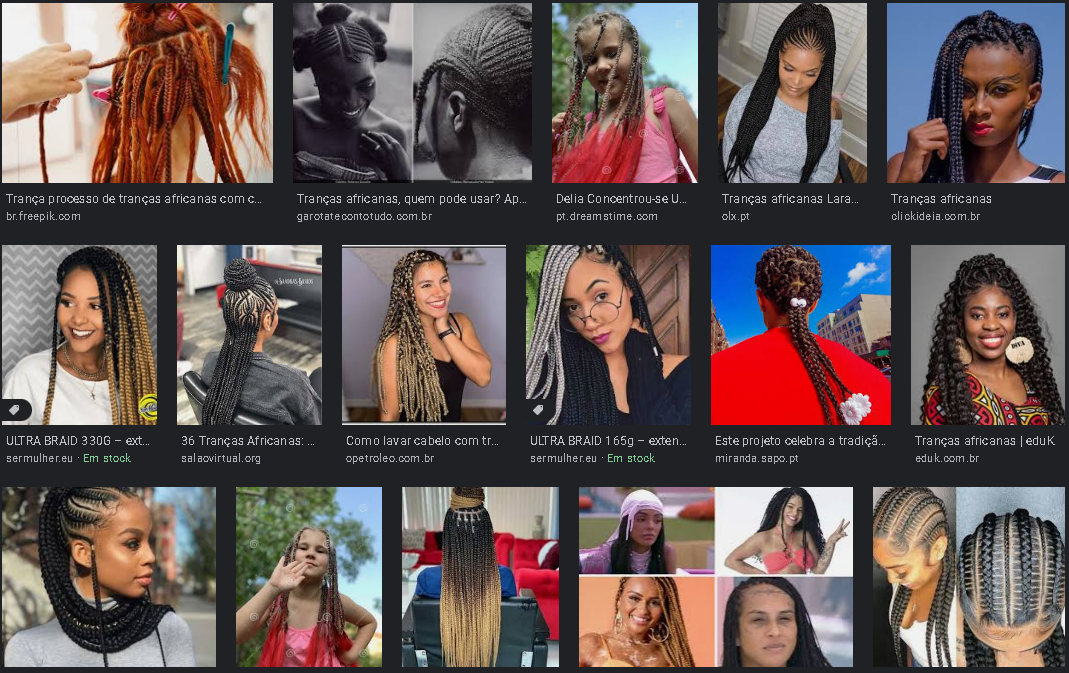 Trança processo de tranças africanas com c...
br.freepik.com
Tranças africanas, quem pode usar? Ap...
garotatecontotudo.com.br
Delia Concentrou-se U...
pt.dreamstime.com
Tranças africanas Lara...
olx.pt
Tranças africanas
clickideia.com.br
@SANDRAS BRAIDS
DIVA
ULTRA BRAID 330G – ext...
sermulher.eu · Em stock
36 Tranças Africanas: ...
salaovirtual.org
Como lavar cabelo com tr...
opetroleo.com.br
ULTRA BRAID 165g – exten...
sermulher.eu · Em stock
Este projeto celebra a tradiçã...
miranda.sapo.pt
Tranças africanas | eduK
eduk.com.br